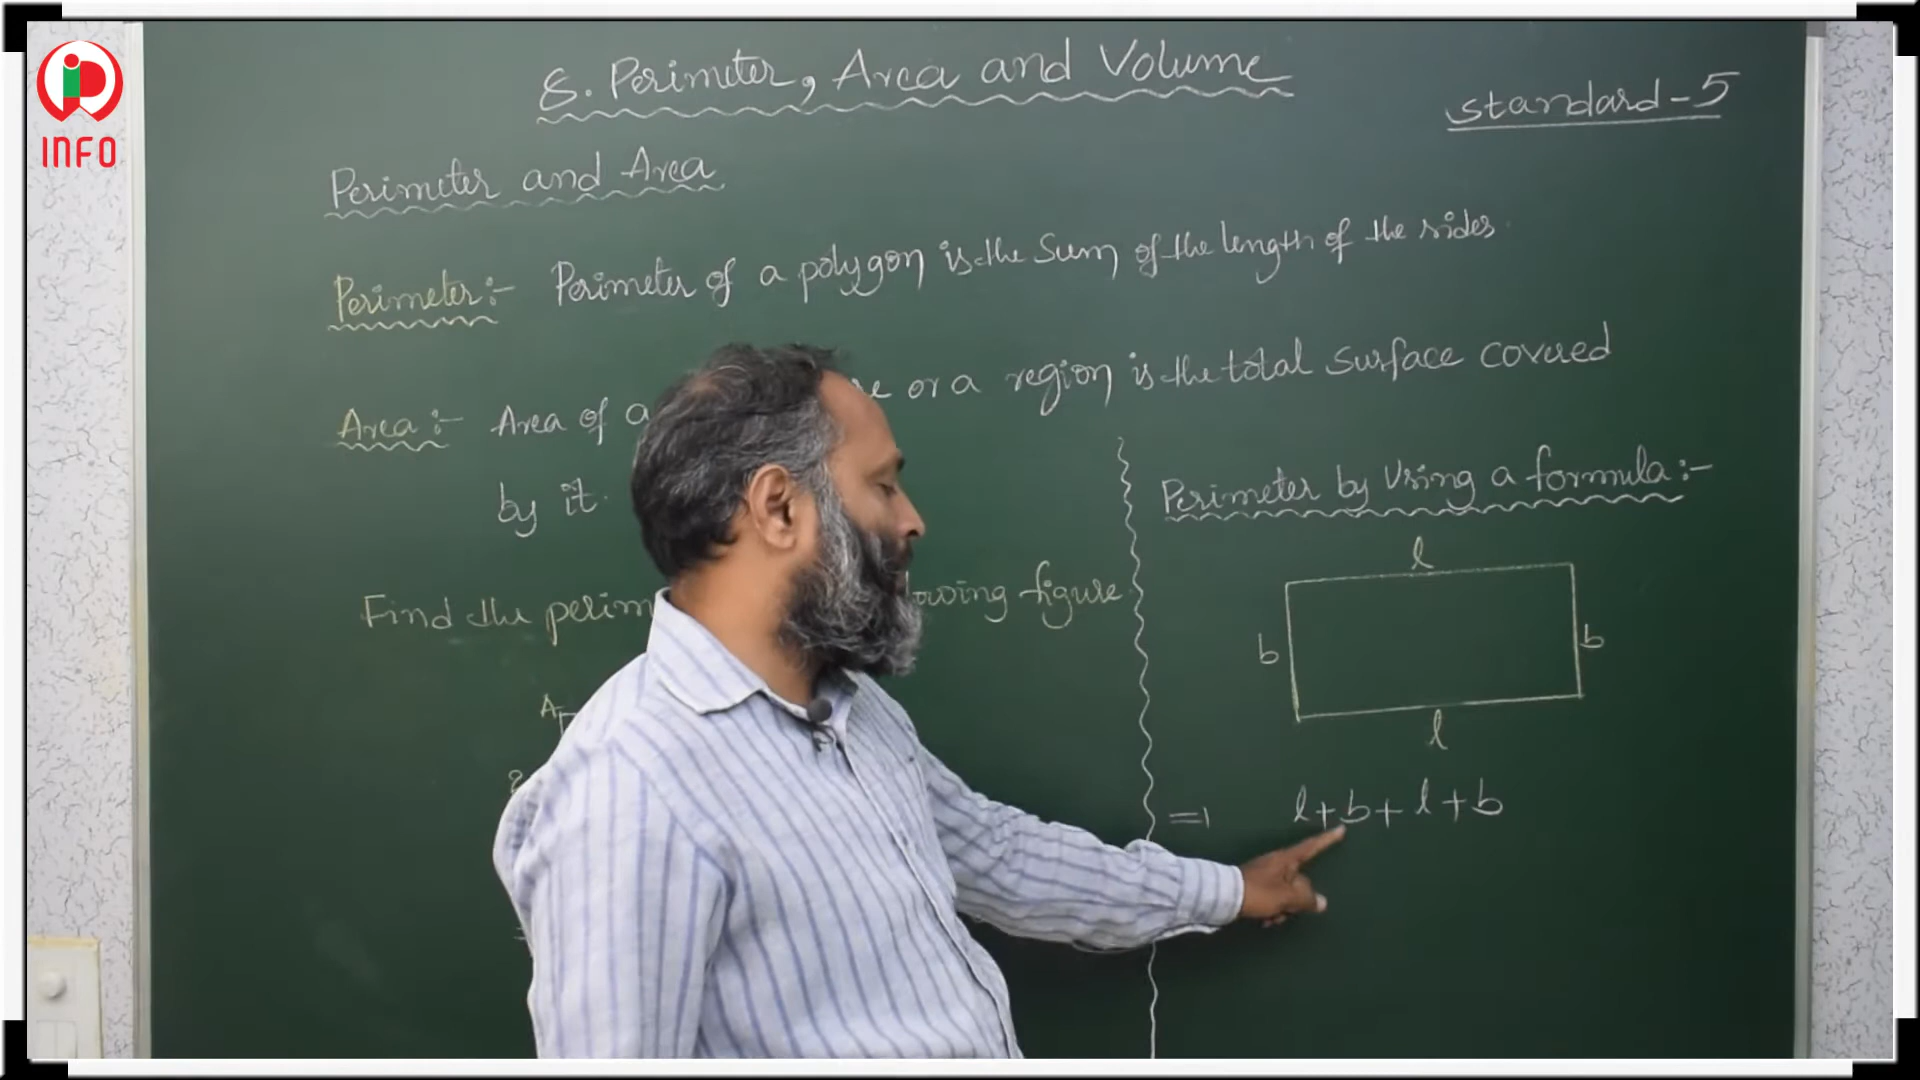 INFO
8. Perimeter, Area and Volume
Standard-5
Perimeter and Area
Perimeter:- Perimeter of a polygon is the Sum of the length of the sides.
Area:- Area of a or a region is the total surface covered
by it.
Find the figure.
A
Perimeter by Using a formula:-
l
b
b
l
= l+b+l+b